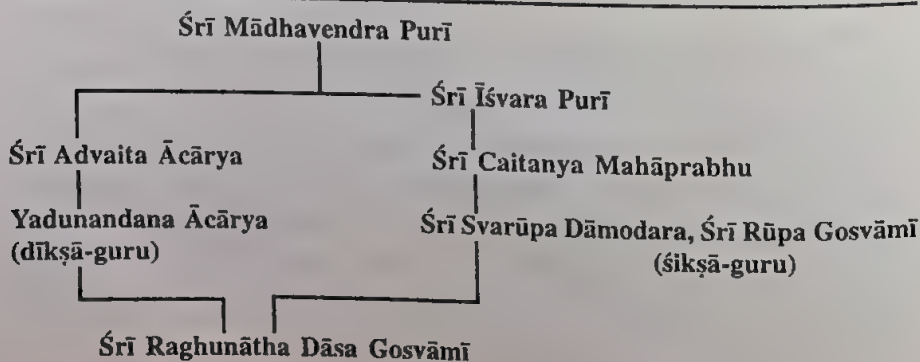 Śrī Mādhavendra Purī
Śrī Īśvara Purī
Śrī Advaita Ācārya
Śrī Caitanya Mahāprabhu
Yadunandana Ācārya
(dīkṣā-guru)
Śrī Svarūpa Dāmodara, Śrī Rūpa Gosvāmī
(śikṣā-guru)
Śrī Raghunātha Dāsa Gosvāmī